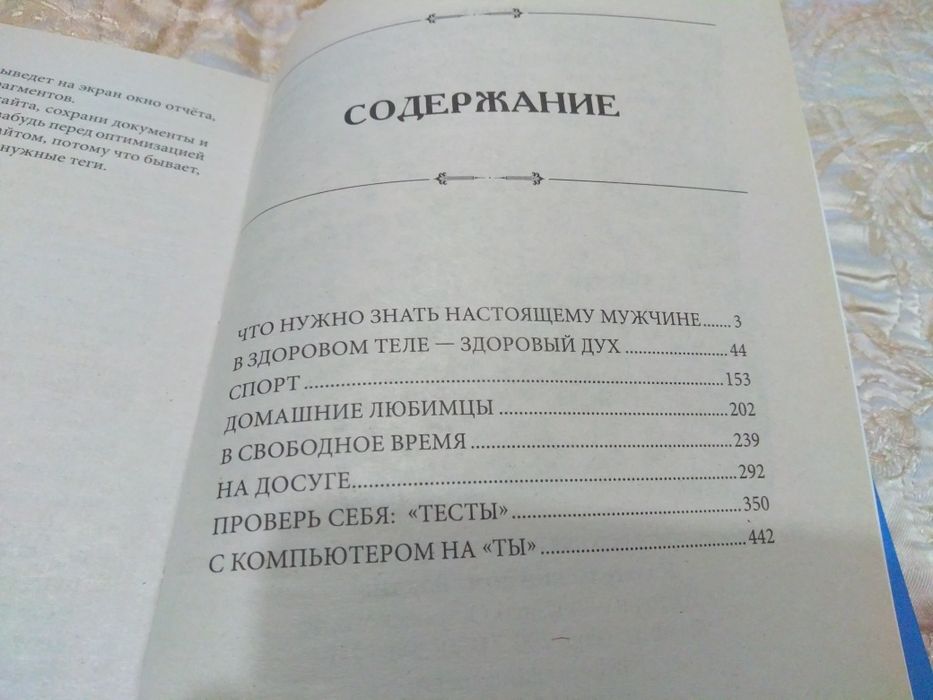 ыведет на экран окно отчёта,
рагментов.
айта, сохрани документы и
забудь перед оптимизацией
айтом, потому что бывает,
нужные теги.
СОДЕРЖАНИЕ
ЧТО НУЖНО ЗНАТЬ НАСТОЯЩЕМУ МУЖЧИНЕ.......3
В ЗДОРОВОМ ТЕЛЕ — ЗДОРОВЫЙ ДУХ....................44
СПОРТ................................................................................153
ДОМАШНИЕ ЛЮБИМЦЫ............................................202
В СВОБОДНОЕ ВРЕМЯ...................................................239
НА ДОСУГЕ........................................................................292
ПРОВЕРЬ СЕБЯ: «ТЕСТЫ»............................................350
С КОМПЬЮТЕРОМ НА «ТЫ»........................................442